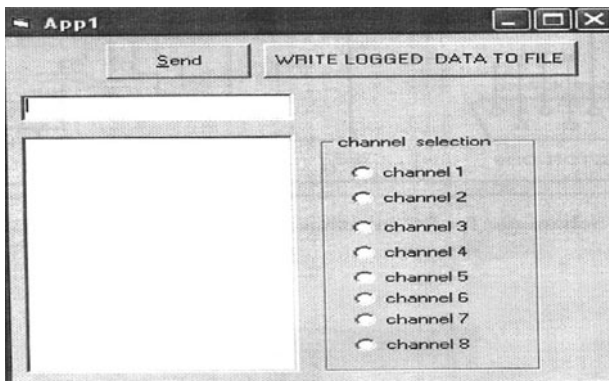 App1
Send
WRITE LOGGED DATA TO FILE
channel selection
channel 1
channel 2
channel 3
channel 4
channel 5
channel 6
channel 7
channel 8